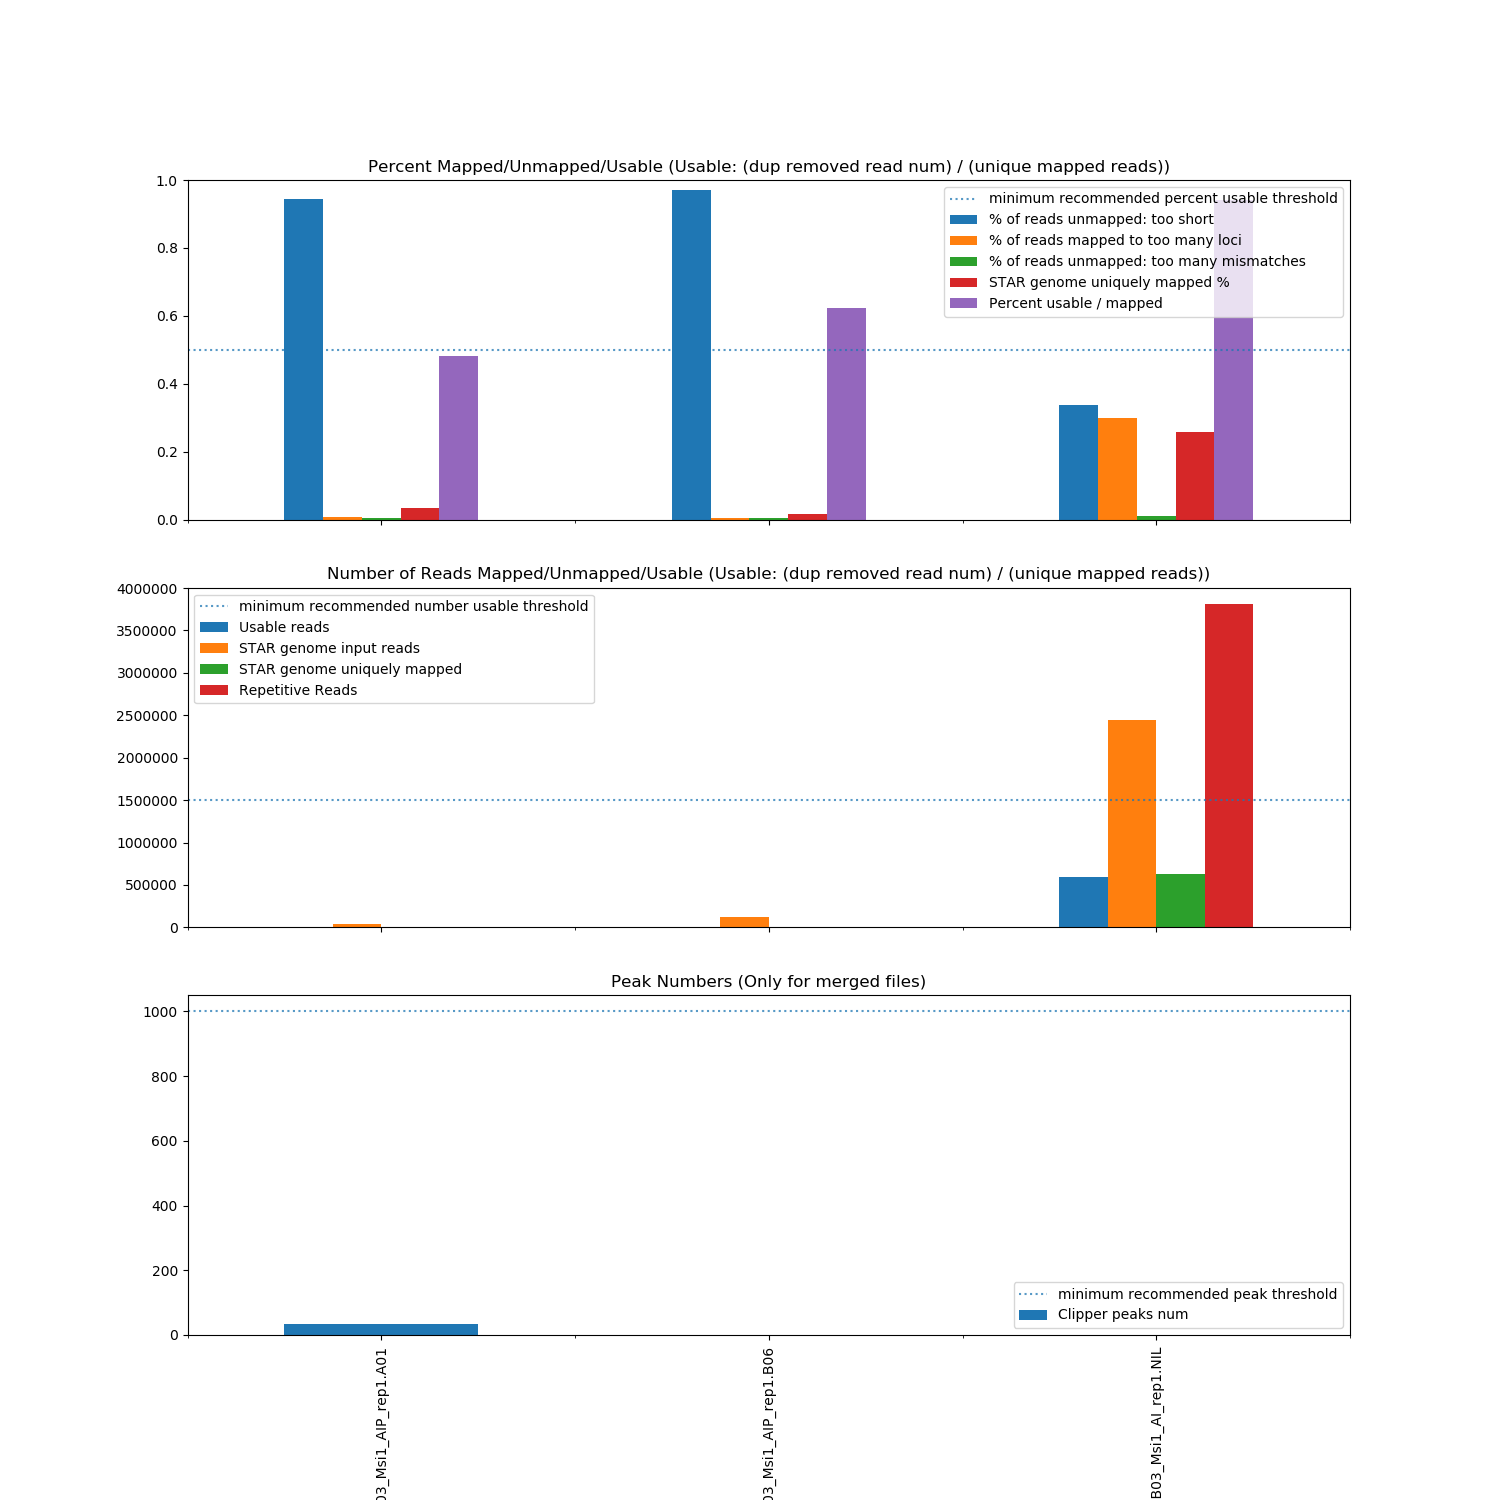 Percent Mapped/Unmapped/Usable (Usable: (dup removed read num) / (unique mapped reads))
1.0
0.8
0.6
0.4
0.2
0.0
minimum recommended percent usable threshold
% of reads unmapped: too short
% of reads mapped to too many loci
% of reads unmapped: too many mismatches
STAR genome uniquely mapped %
Percent usable / mapped
Number of Reads Mapped/Unmapped/Usable (Usable: (dup removed read num) / (unique mapped reads))
4000000
3500000
3000000
2500000
2000000
1500000
1000000
500000
0
minimum recommended number usable threshold
Usable reads
STAR genome input reads
STAR genome uniquely mapped
Repetitive Reads
Peak Numbers (Only for merged files)
1000
800
600
400
200
0
minimum recommended peak threshold
Clipper peaks num
03_Msi1_AIP_rep1.A01
03_Msi1_AIP_rep1.B06
B03_Msi1_AI_rep1.NIL